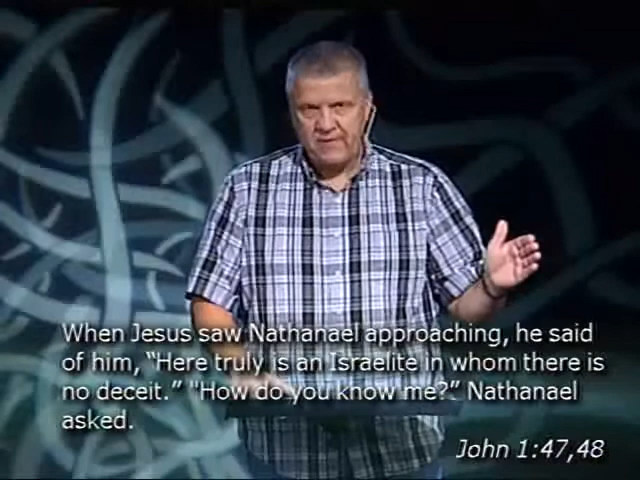 When Jesus saw Nathanael approaching, he said
of him, “Here truly is an Israelite in whom there is
no deceit.” "How do you know me?” Nathanael
asked.
John 1:47,48